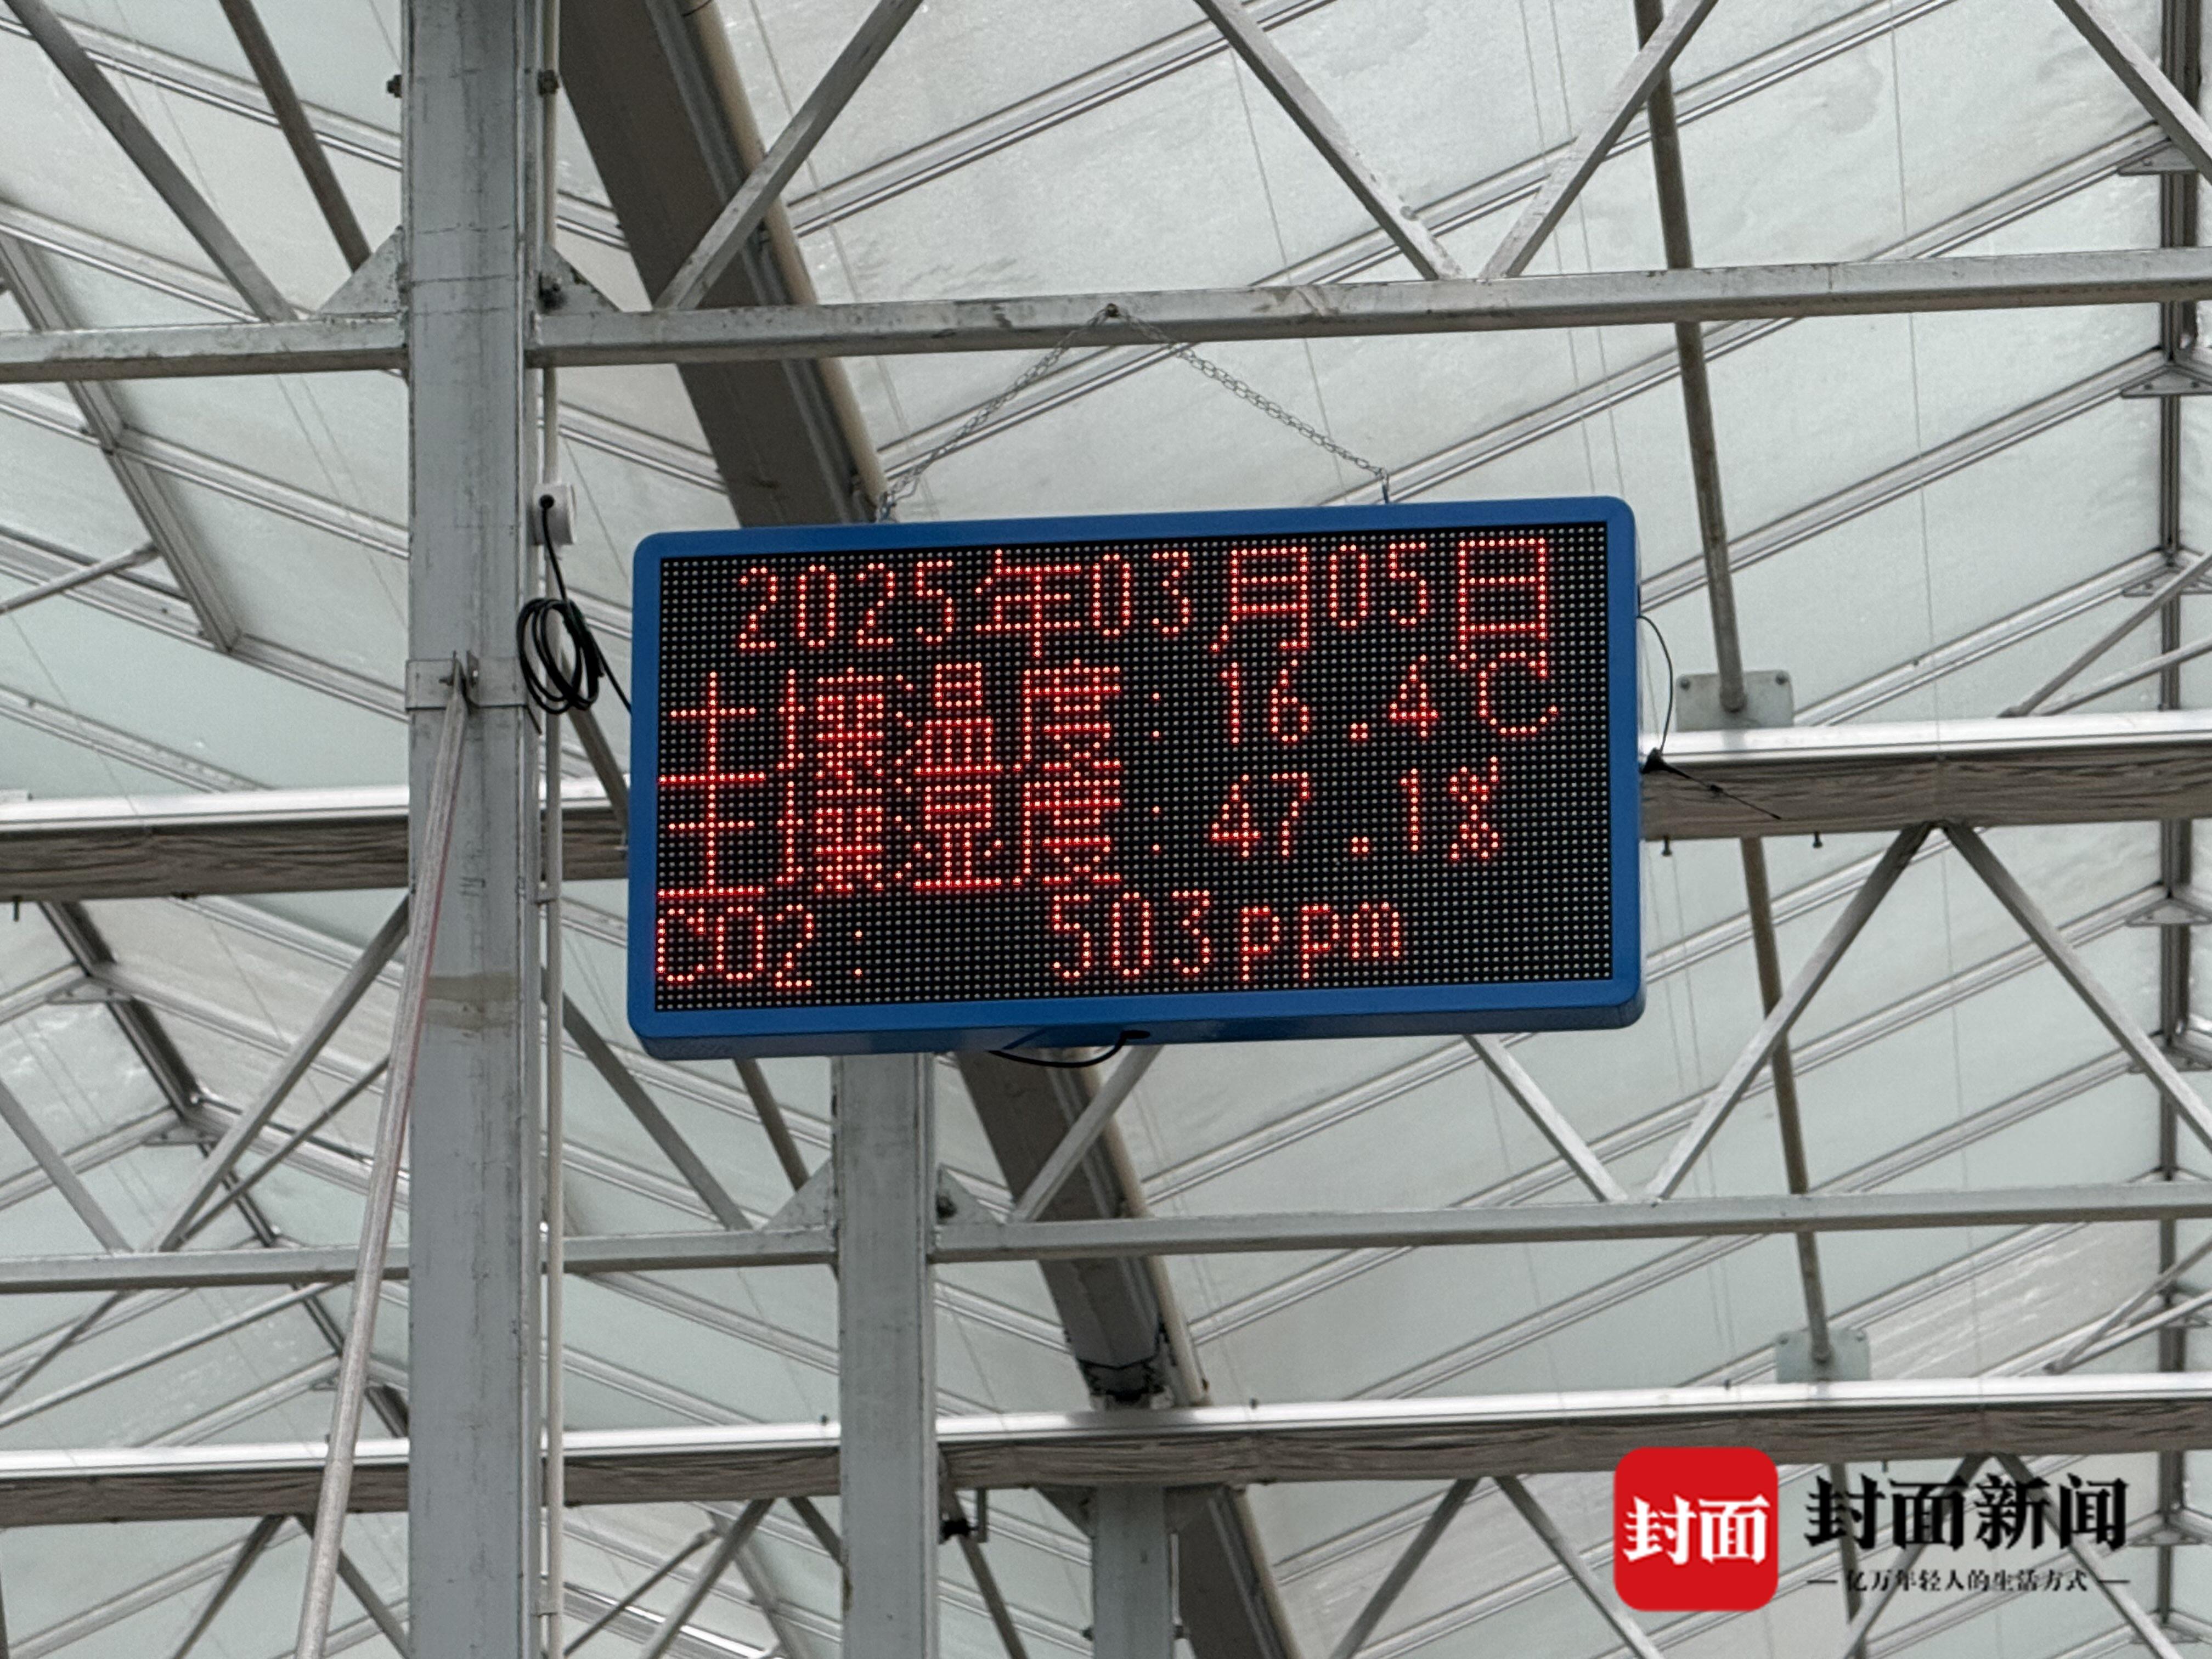 2025年03月05日
土壤温度：16.4℃
土壤湿度：47.1%
CO2： 503ppm
封面
封面新闻
亿万年轻人的生活方式